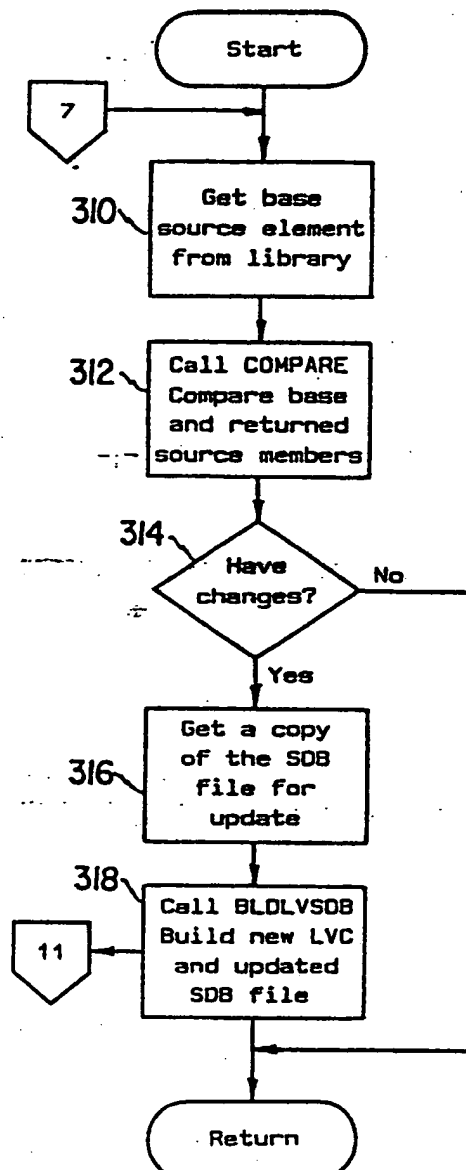 Start
7
310
Get base
source element
from library
312
Call COMPARE
Compare base
and returned
source members
314
Have
changes?
No
Yes
316
Get a copy
of the SDB
file for
update
318
Call BLDLVSDB
Build new LVC
and updated
SDB file
11
Return